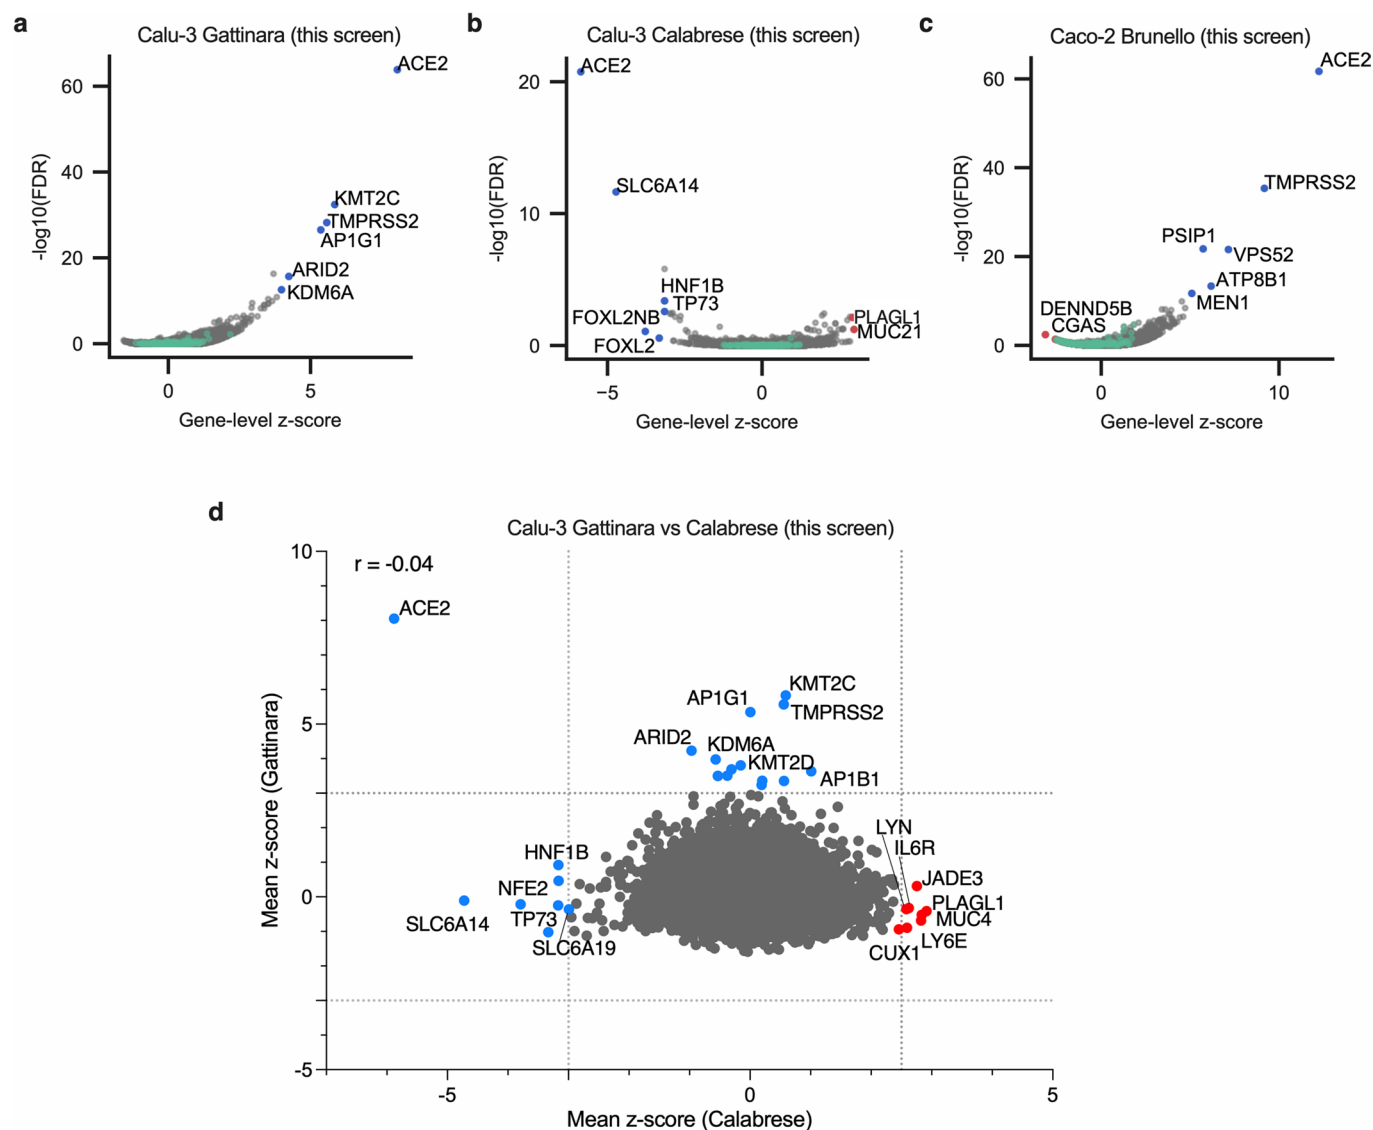 a
Calu-3 Gattinara (this screen)
60
40
20
0
-log10(FDR)
ACE2
KMT2C
TMPRSS2
AP1G1
ARID2
KDM6A
0
5
Gene-level z-score
b
Calu-3 Calabrese (this screen)
20
10
0
-log10(FDR)
ACE2
SLC6A14
HNF1B
TP73
FOXL2NB
FOXL2
PLAGL1
MUC21
−5
0
Gene-level z-score
c
Caco-2 Brunello (this screen)
60
40
20
0
-log10(FDR)
ACE2
TMPRSS2
PSIP1
VPS52
ATP8B1
MEN1
DENND5B
CGAS
0
10
Gene-level z-score
d
Calu-3 Gattinara vs Calabrese (this screen)
10
5
0
-5
Mean z-score (Gattinara)
r = -0.04
ACE2
KMT2C
AP1G1
TMPRSS2
ARID2
KDM6A
KMT2D
AP1B1
LYN
IL6R
HNF1B
JADE3
NFE2
PLAGL1
TP73
MUC4
SLC6A14
LY6E
SLC6A19
CUX1
-5
0
5
Mean z-score (Calabrese)